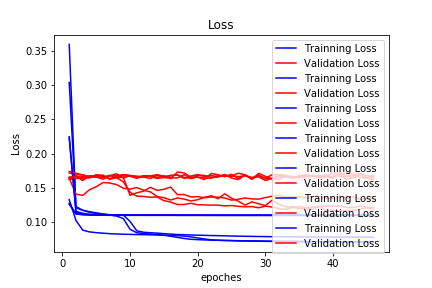 Loss
0.35
0.30
0.25
0.20
0.15
0.10
Loss
0
10
20
30
40
epoches
Trainning Loss
Validation Loss
Trainning Loss
Validation Loss
Trainning Loss
Validation Loss
Trainning Loss
Validation Loss
Trainning Loss
Validation Loss
Trainning Loss
Validation Loss
Trainning Loss
Validation Loss